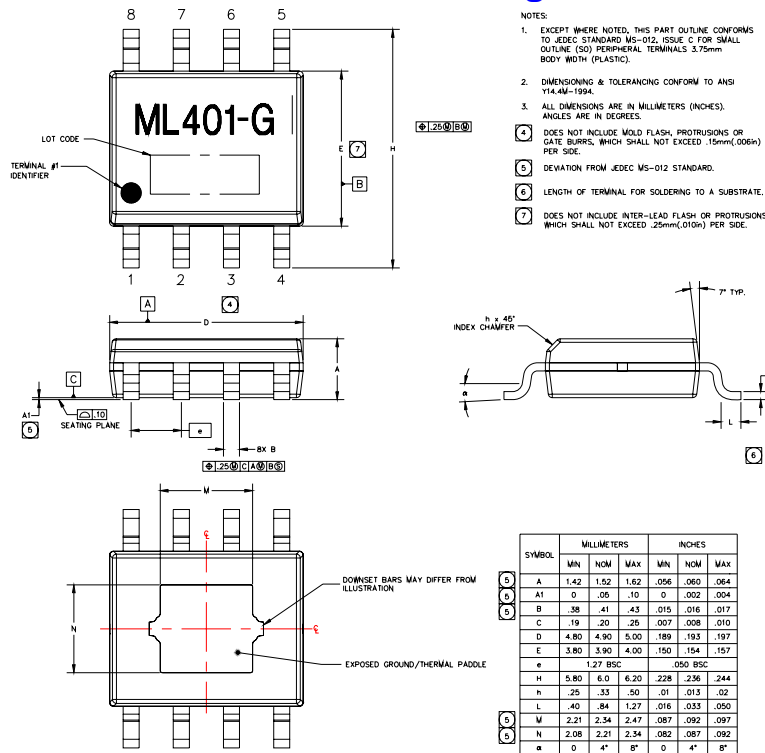 8 7 6 5
ML401-G
LOT CODE
TERMINAL #1
IDENTIFIER
E 7
B
H
⌖ .25Ⓜ BⓂ
1 2 3 4
NOTES:
1. EXCEPT WHERE NOTED, THIS PART OUTLINE CONFORMS
TO JEDEC STANDARD MS-012, ISSUE C FOR SMALL
OUTLINE (SO) PERIPHERAL TERMINALS 3.75mm
BODY WIDTH (PLASTIC).
2. DIMENSIONING & TOLERANCING CONFORM TO ANSI
Y14.4M-1994.
3. ALL DIMENSIONS ARE IN MILLIMETERS (INCHES).
ANGLES ARE IN DEGREES.
4 DOES NOT INCLUDE MOLD FLASH, PROTRUSIONS OR
GATE BURRS, WHICH SHALL NOT EXCEED .15mm(.006in)
PER SIDE.
5 DEVIATION FROM JEDEC MS-012 STANDARD.
6 LENGTH OF TERMINAL FOR SOLDERING TO A SUBSTRATE.
7 DOES NOT INCLUDE INTER-LEAD FLASH OR PROTRUSIONS
WHICH SHALL NOT EXCEED .25mm(.010in) PER SIDE.
A 4
D
A
C
A1
5
⌓ .10
SEATING PLANE
e
8X B
⌖ .25Ⓜ C AⓂ BⓈ
7° TYP.
h x 45°
INDEX CHAMFER
α
L
6
M
N
℄
℄
DOWNSET BARS MAY DIFFER FROM
ILLUSTRATION
EXPOSED GROUND/THERMAL PADDLE
SYMBOL MILLIMETERS INCHES
MIN NOM MAX MIN NOM MAX
5 A 1.42 1.52 1.62 .056 .060 .064
5 A1 0 .05 .10 0 .002 .004
5 B .38 .41 .43 .015 .016 .017
C .19 .20 .25 .007 .008 .010
D 4.80 4.90 5.00 .189 .193 .197
E 3.80 3.90 4.00 .150 .154 .157
e 1.27 BSC .050 BSC
H 5.80 6.0 6.20 .228 .236 .244
h .25 .33 .50 .01 .013 .02
L .40 .84 1.27 .016 .033 .050
5 M 2.21 2.34 2.47 .087 .092 .097
5 N 2.08 2.21 2.34 .082 .087 .092
α 0 4° 8° 0 4° 8°